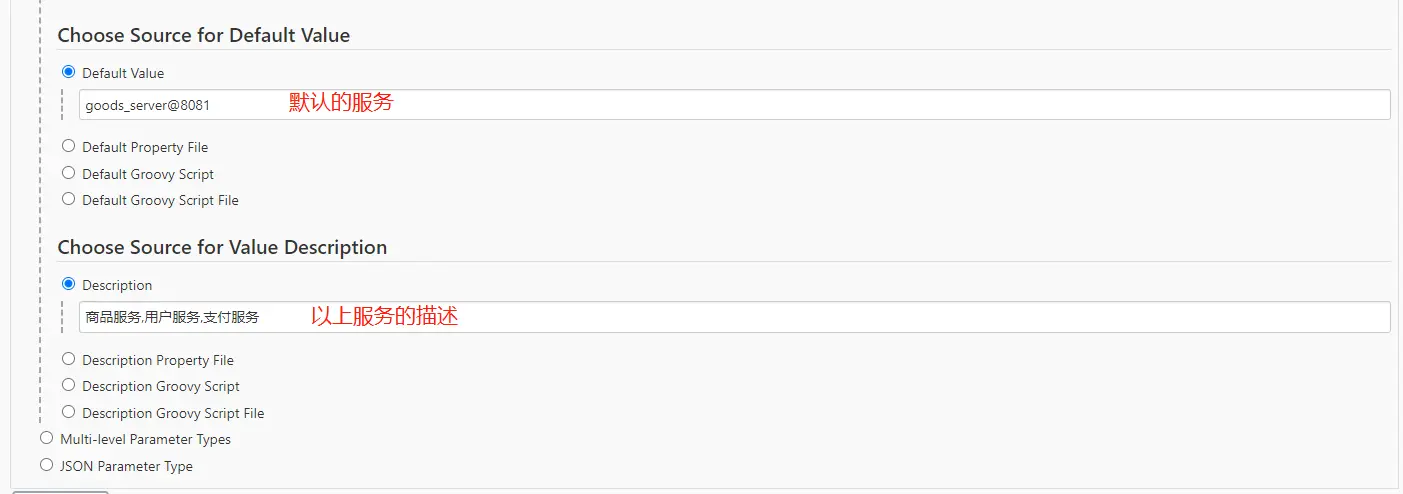 Choose Source for Default Value
Default Value
goods_server@8081 默认的服务
Default Property File
Default Groovy Script
Default Groovy Script File
Choose Source for Value Description
Description
商品服务,用户服务,支付服务 以上服务的描述
Description Property File
Description Groovy Script
Description Groovy Script File
Multi-level Parameter Types
JSON Parameter Type